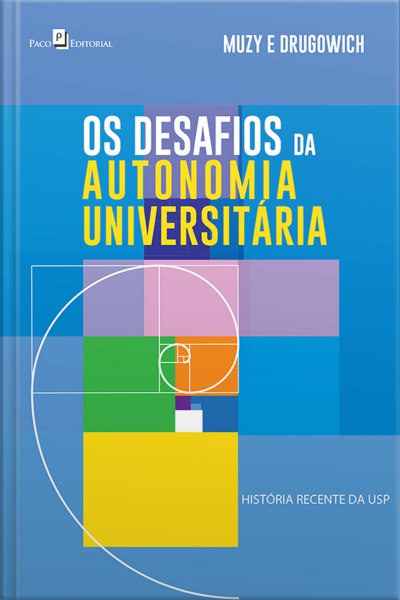 PACO P EDITORIAL
MUZY E DRUGOWICH
OS DESAFIOS DA
AUTONOMIA
UNIVERSITÁRIA
HISTÓRIA RECENTE DA USP